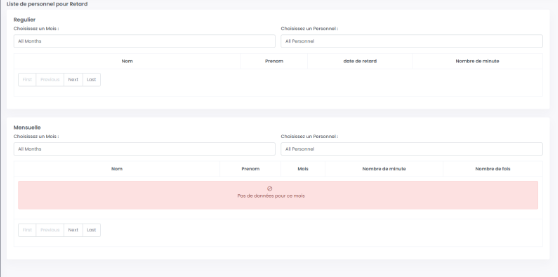 Liste de personnel pour Retard
Regulier
Choisissez un Mois :
Choisissez un Personnel :
All Months
All Personnel
Nom
Prenom
date de retard
Nombre de minute
First
Previous
Next
Last
Mensuelle
Choisissez un Mois :
Choisissez un Personnel :
All Months
All Personnel
Nom
Prenom
Mois
Nombre de minute
Nombre de fois
Pas de données pour ce mois
First
Previous
Next
Last